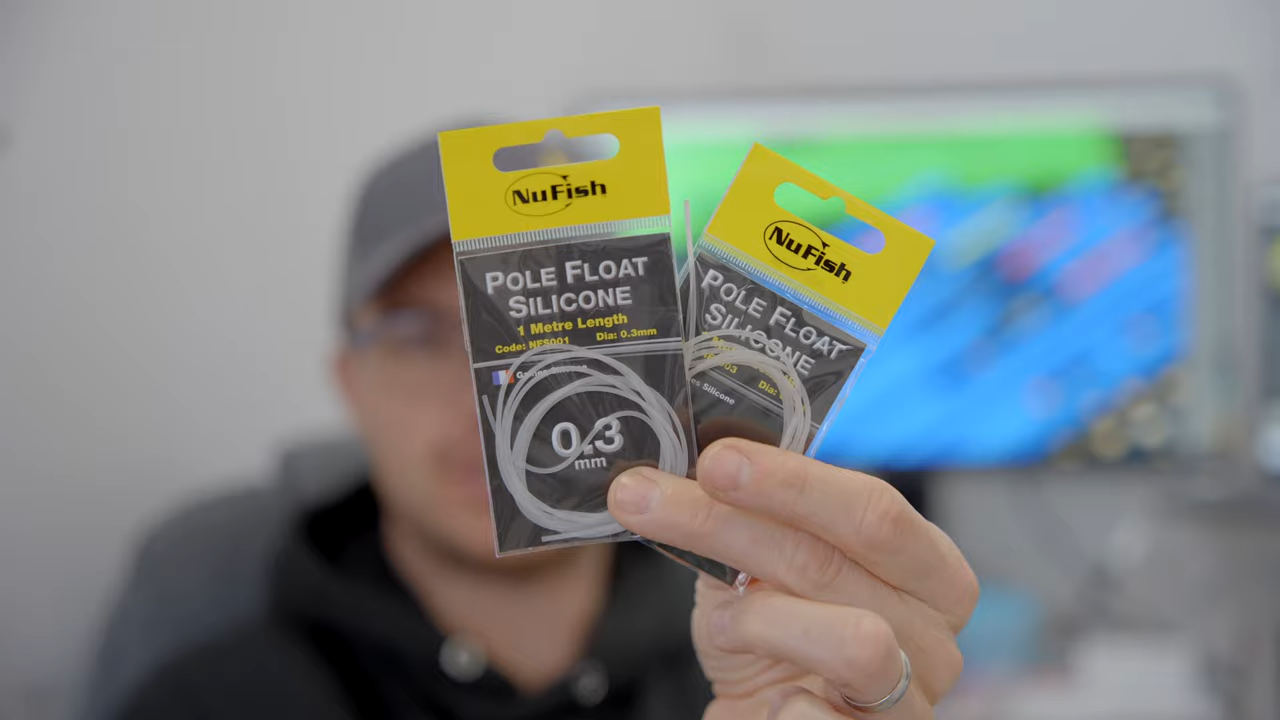 NuFish
POLE FLOAT
SILICONE
1 Metre Length
Code: NFS001 Dia: 0.3mm
0.3
mm
NuFish
POLE FLOAT
SILICONE
Dia:
Silicone